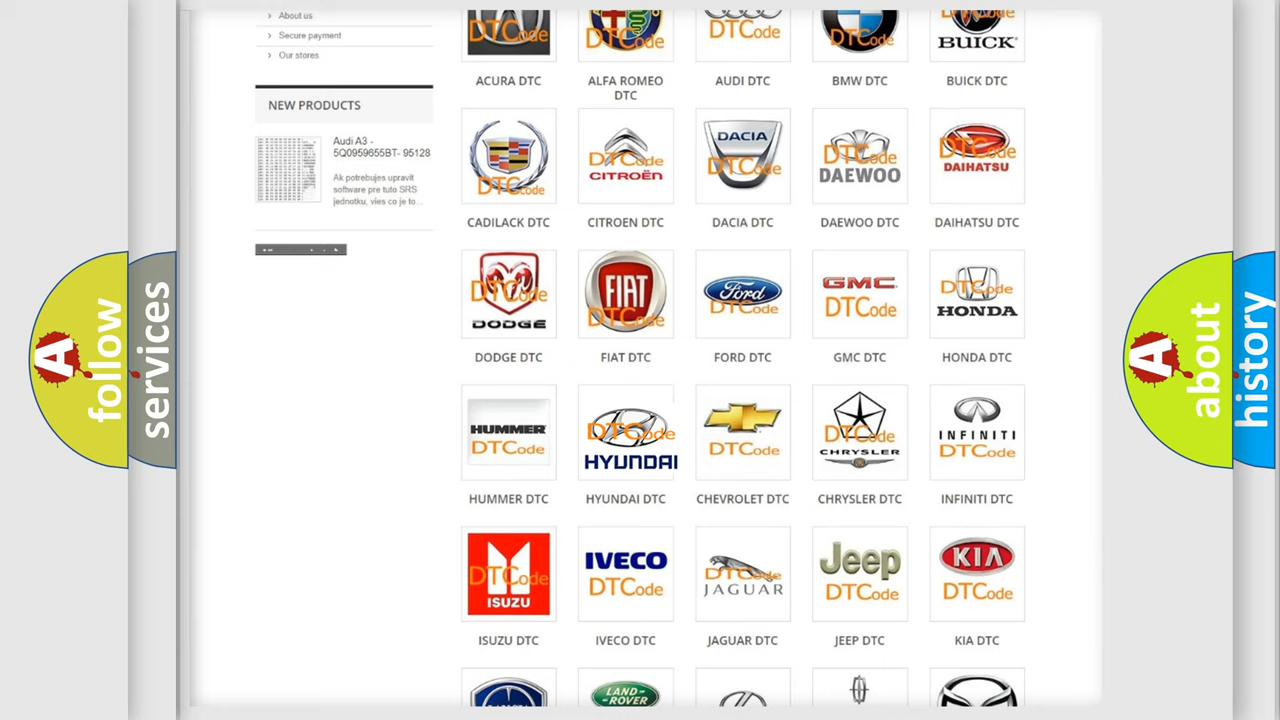 About us
Secure payment
Our stores
NEW PRODUCTS
Audi A3 -
5Q0959655BT- 95128
Ak potrebujes upravit
software pre tuto SRS
jednotku, vies co je to...
DTCode
DTCode
DTCode
DTCode
BUICK
ACURA DTC
ALFA ROMEO
DTC
AUDI DTC
BMW DTC
BUICK DTC
DTCode
DTCode
CITROËN
DACIA
DTCode
DTCode
DAEWOO
DTCode
DAIHATSU
CADILACK DTC
CITROEN DTC
DACIA DTC
DAEWOO DTC
DAIHATSU DTC
DTCode
DODGE
FIAT
DTCode
Ford
DTCode
GMC
DTCode
DTCode
HONDA
DODGE DTC
FIAT DTC
FORD DTC
GMC DTC
HONDA DTC
HUMMER
DTCode
DTCode
HYUNDAI
DTCode
DTCode
CHRYSLER
INFINITI
DTCode
HUMMER DTC
HYUNDAI DTC
CHEVROLET DTC
CHRYSLER DTC
INFINITI DTC
DTCode
ISUZU
IVECO
DTCode
DTCode
JAGUAR
Jeep
DTCode
KIA
DTCode
ISUZU DTC
IVECO DTC
JAGUAR DTC
JEEP DTC
KIA DTC
LAND-
ROVER
A
follow
services
A
about
history